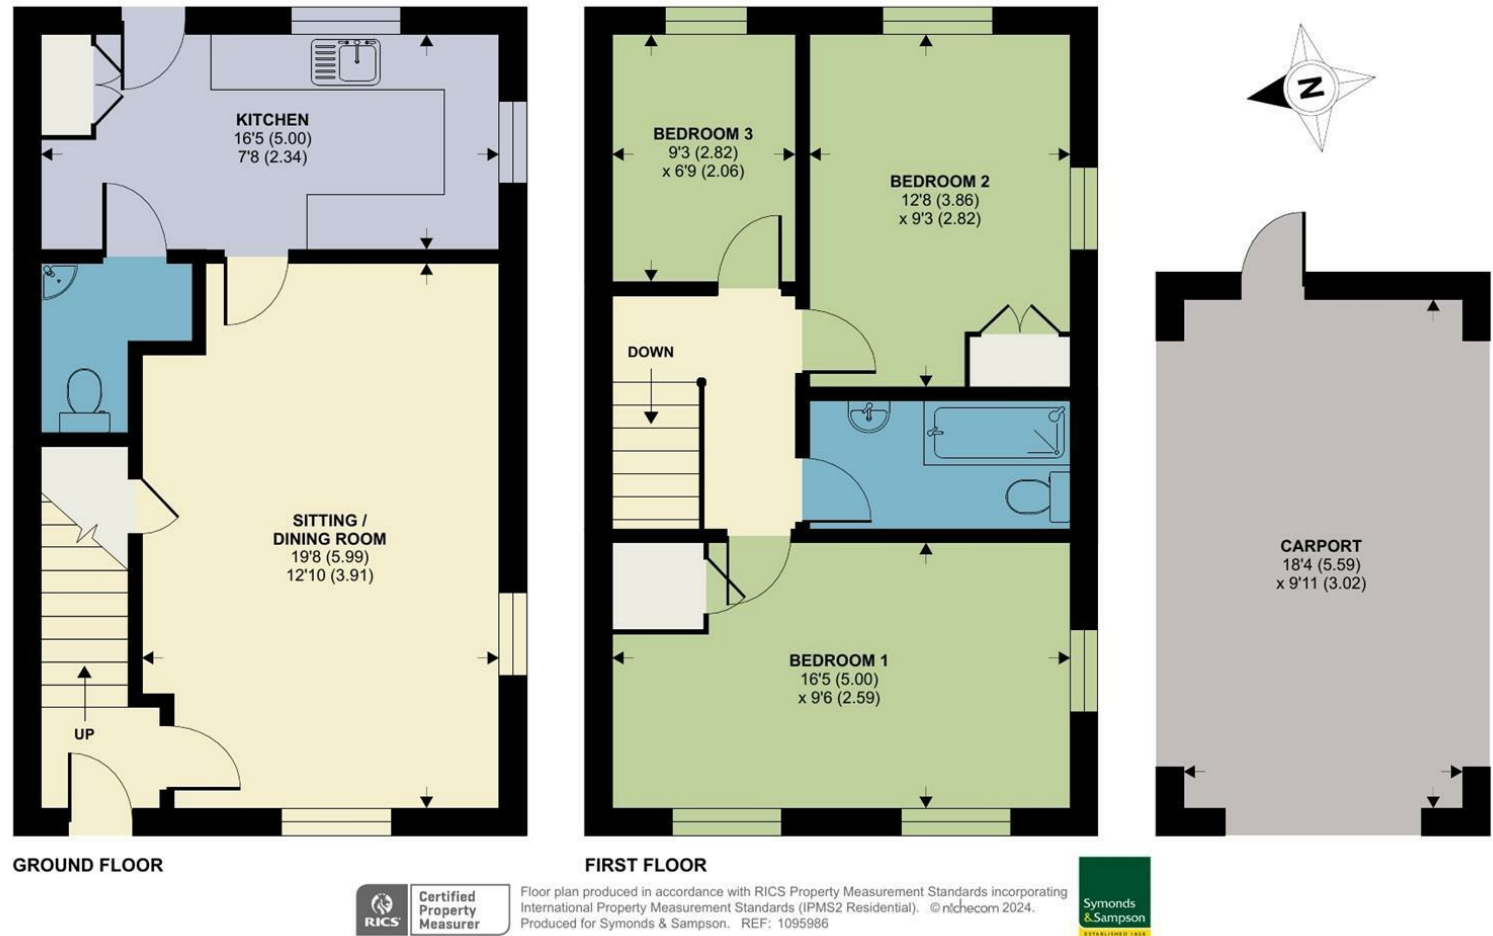 KITCHEN
16'5 (5.00)
7'8 (2.34)
BEDROOM 3
9'3 (2.82)
x 6'9 (2.06)
BEDROOM 2
12'8 (3.86)
x 9'3 (2.82)
N
DOWN
SITTING /
DINING ROOM
19'8 (5.99)
12'10 (3.91)
UP
BEDROOM 1
16'5 (5.00)
x 9'6 (2.59)
CARPORT
18'4 (5.59)
x 9'11 (3.02)
GROUND FLOOR
FIRST FLOOR
RICS
Certified
Property
Measurer
Floor plan produced in accordance with RICS Property Measurement Standards incorporating
International Property Measurement Standards (IPMS2 Residential). © nichecom 2024.
Produced for Symonds & Sampson. REF: 1095986
Symonds
& Sampson
ESTABLISHED 1858